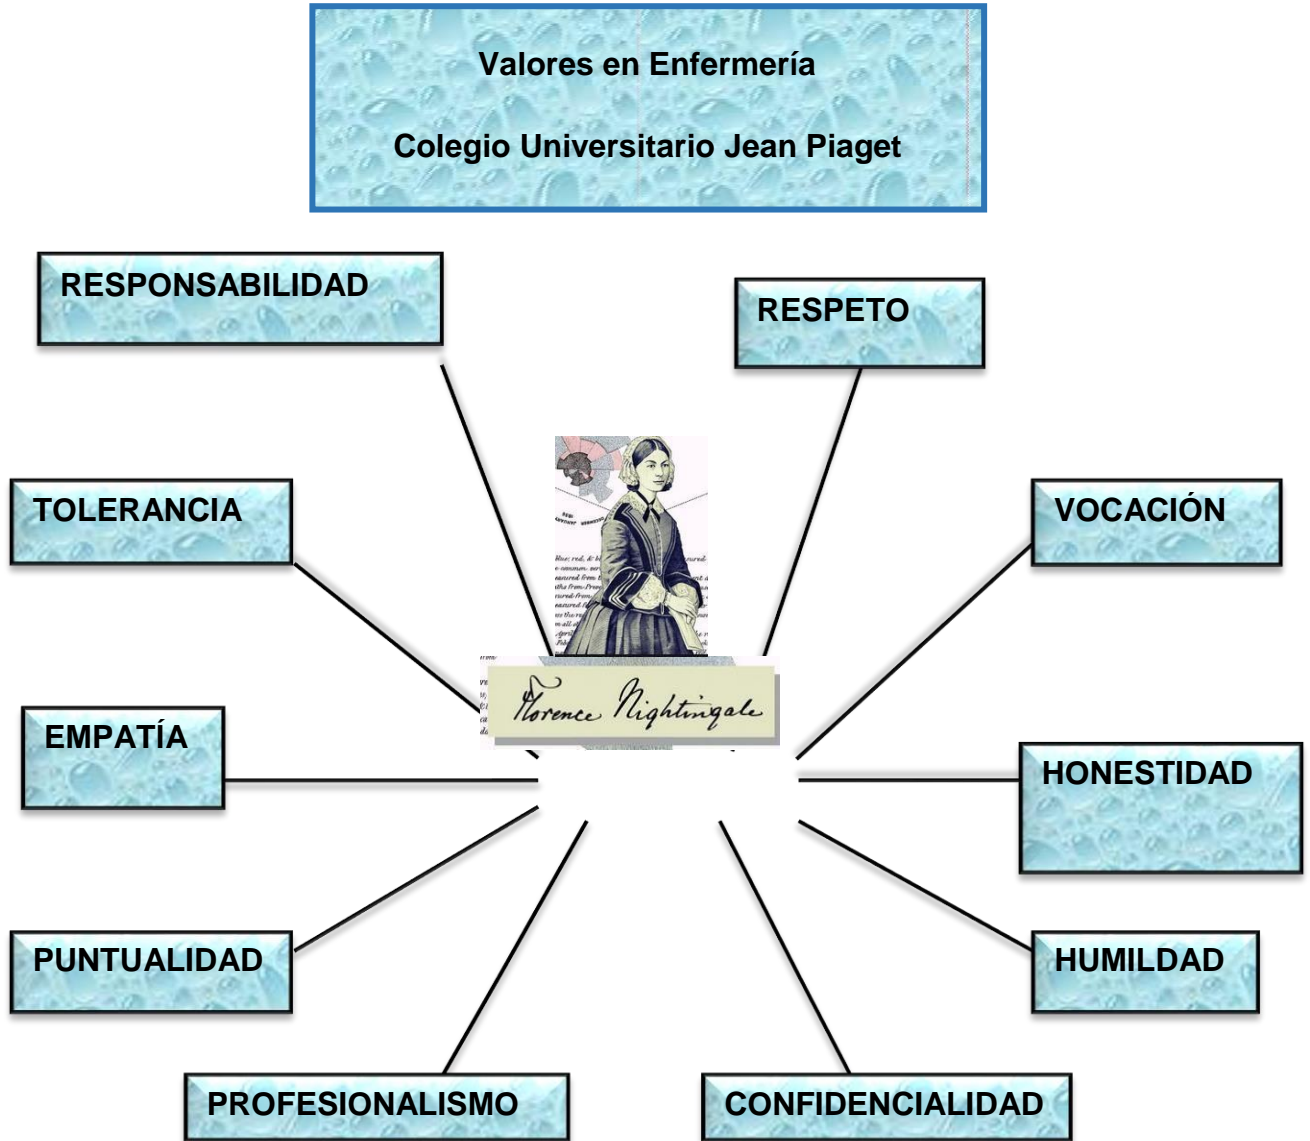 Valores en Enfermería
Colegio Universitario Jean Piaget
RESPONSABILIDAD
RESPETO
TOLERANCIA
VOCACIÓN
Florence Nightingale
EMPATÍA
HONESTIDAD
PUNTUALIDAD
HUMILDAD
PROFESIONALISMO
CONFIDENCIALIDAD